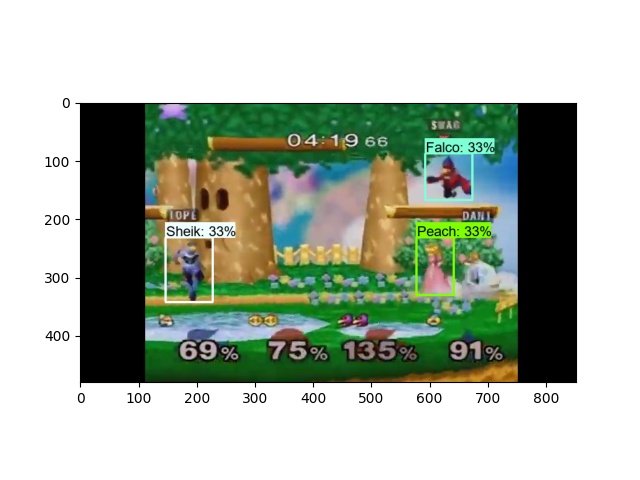 0
100
200
300
400
04:19 66
SWAG
Falco: 33%
TOPE
DANI
Sheik: 33%
Peach: 33%
69% 75% 135% 91%
0 100 200 300 400 500 600 700 800